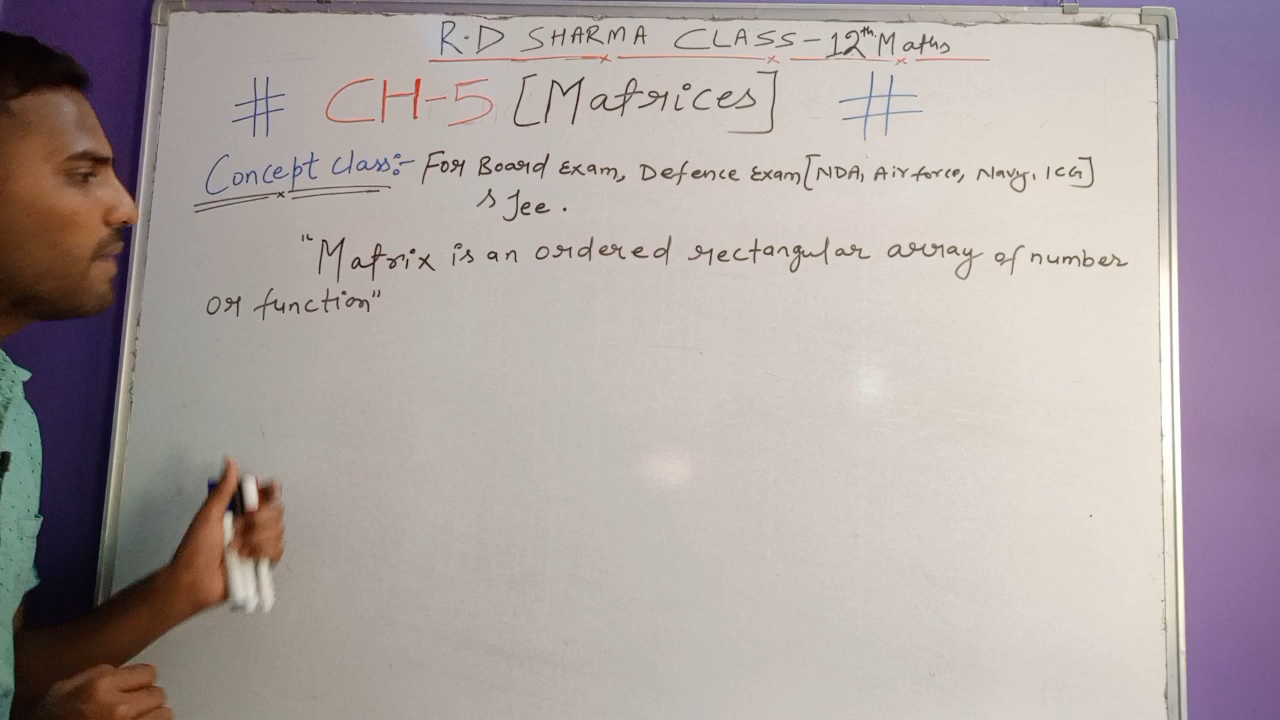 R.D SHARMA CLASS-12th Maths
# CH-5 [Matrices] #
Concept Class:- For Board Exam, Defence Exam [NDA, Airforce, Navy, ICG]
Jee.
"Matrix is an ordered rectangular array of number
or function"